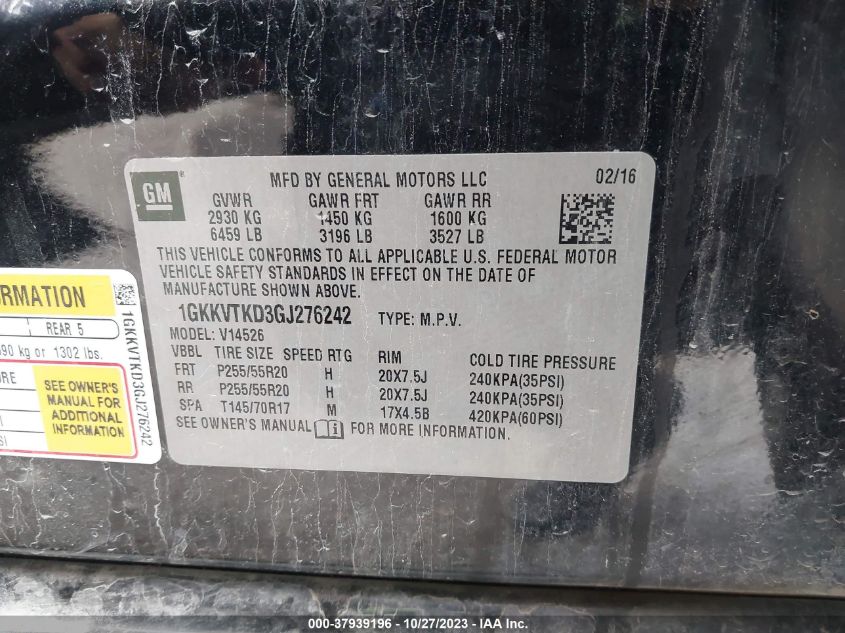 GM
MFD BY GENERAL MOTORS LLC 02/16
GVWR GAWR FRT GAWR RR
2930 KG 1450 KG 1600 KG
6459 LB 3196 LB 3527 LB
THIS VEHICLE CONFORMS TO ALL APPLICABLE U.S. FEDERAL MOTOR
VEHICLE SAFETY STANDARDS IN EFFECT ON THE DATE OF
MANUFACTURE SHOWN ABOVE.
1GKKVTKD3GJ276242 TYPE: M.P.V.
MODEL: V14526
VBBL TIRE SIZE SPEED RTG RIM COLD TIRE PRESSURE
FRT P255/55R20 H 20X7.5J 240KPA(35PSI)
RR P255/55R20 H 20X7.5J 240KPA(35PSI)
SPA T145/70R17 M 17X4.5B 420KPA(60PSI)
SEE OWNER'S MANUAL i FOR MORE INFORMATION.
REAR 5
kg or 1302 lbs.
SEE OWNER'S
MANUAL FOR
ADDITIONAL
INFORMATION
1GKKVTKD3GJ276242
000-37939196 - 10/27/2023 - IAA Inc.